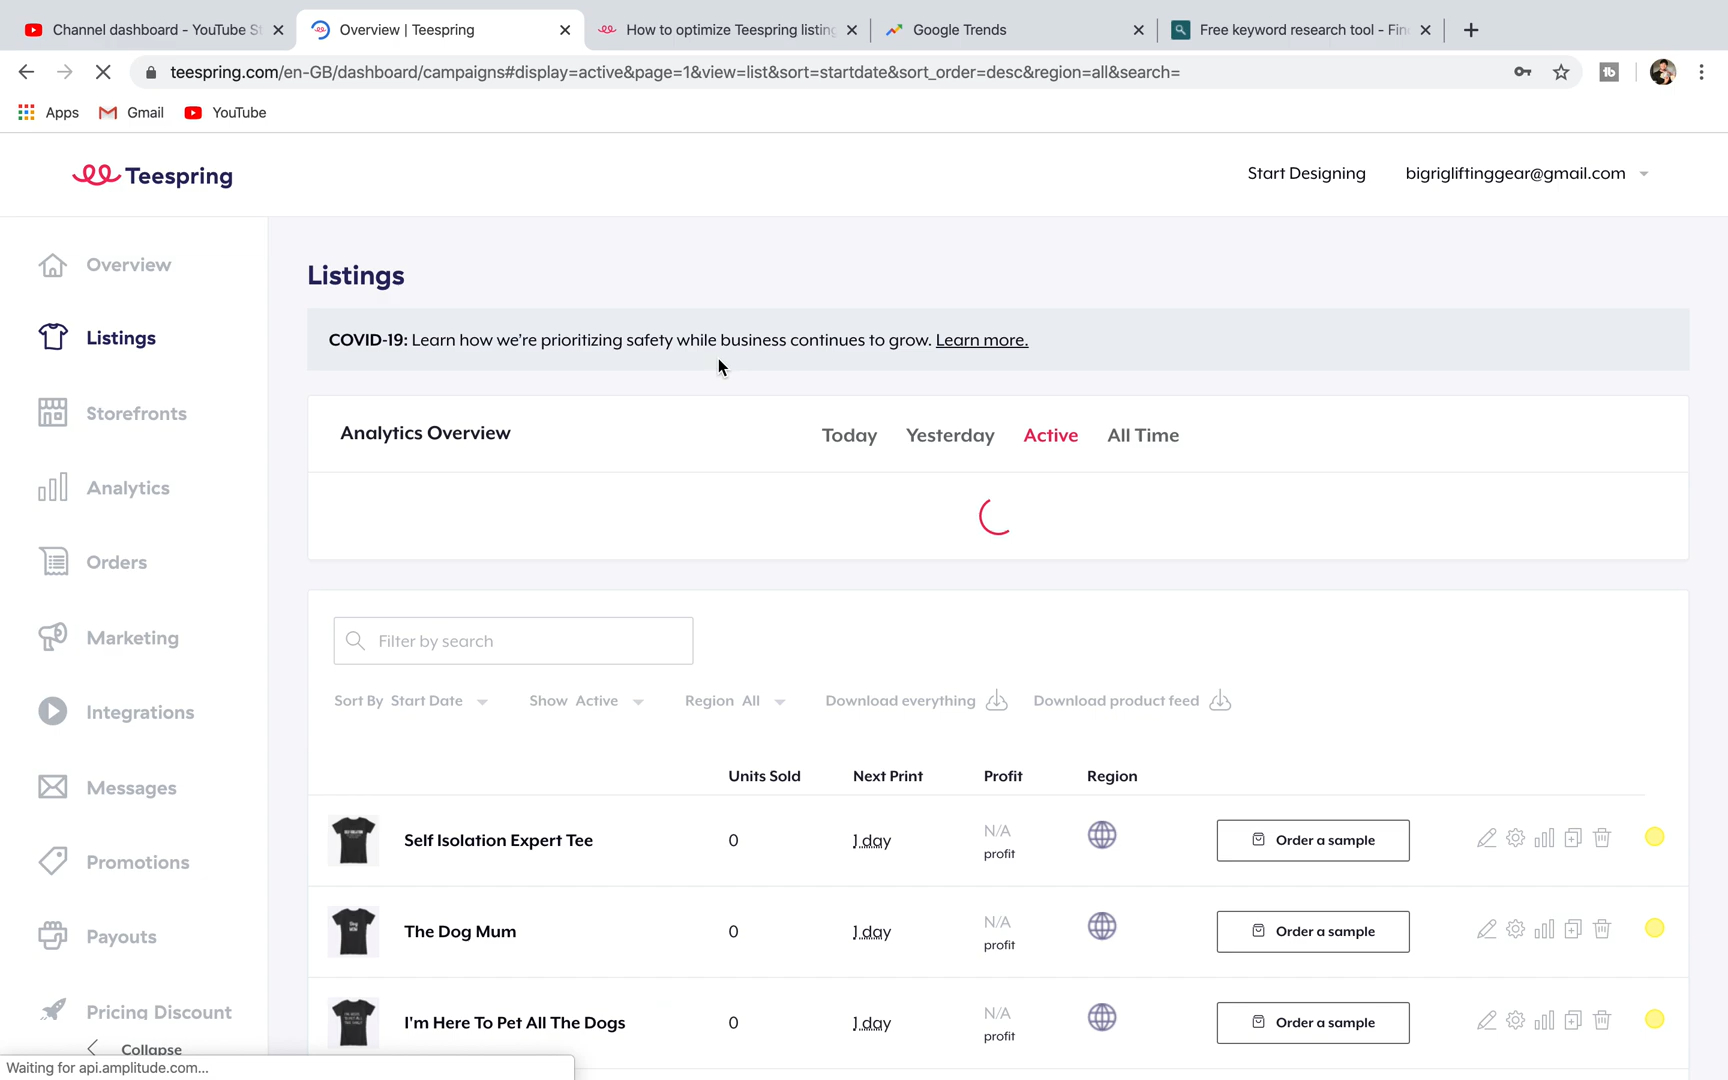 Channel dashboard - YouTube St
Overview | Teespring
How to optimize Teespring listing
Google Trends
Free keyword research tool - Fin
teespring.com/en-GB/dashboard/campaigns#display=active&page=1&view=list&sort=startdate&sort_order=desc&region=all&search=
Apps
Gmail
YouTube
Teespring
Start Designing
bigrigliftinggear@gmail.com
Overview
Listings
Storefronts
Analytics
Orders
Marketing
Integrations
Messages
Promotions
Payouts
Pricing Discount
Collapse
Waiting for api.amplitude.com...
Listings
COVID-19: Learn how we're prioritizing safety while business continues to grow. Learn more.
Analytics Overview
Today
Yesterday
Active
All Time
Filter by search
Sort By Start Date
Show Active
Region All
Download everything
Download product feed
Units Sold
Next Print
Profit
Region
Self Isolation Expert Tee
0
1 day
N/A
profit
Order a sample
The Dog Mum
0
1 day
N/A
profit
Order a sample
I'm Here To Pet All The Dogs
0
1 day
N/A
profit
Order a sample